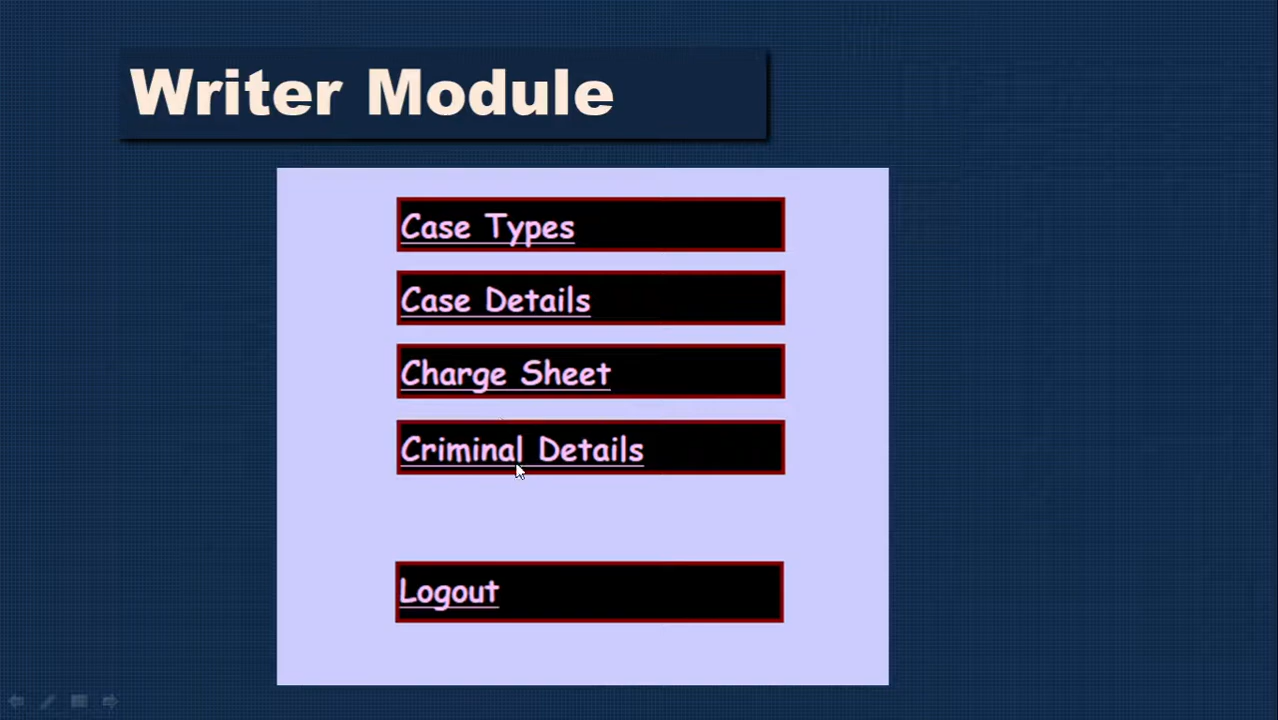 Writer Module
Case Types
Case Details
Charge Sheet
Criminal Details
Logout